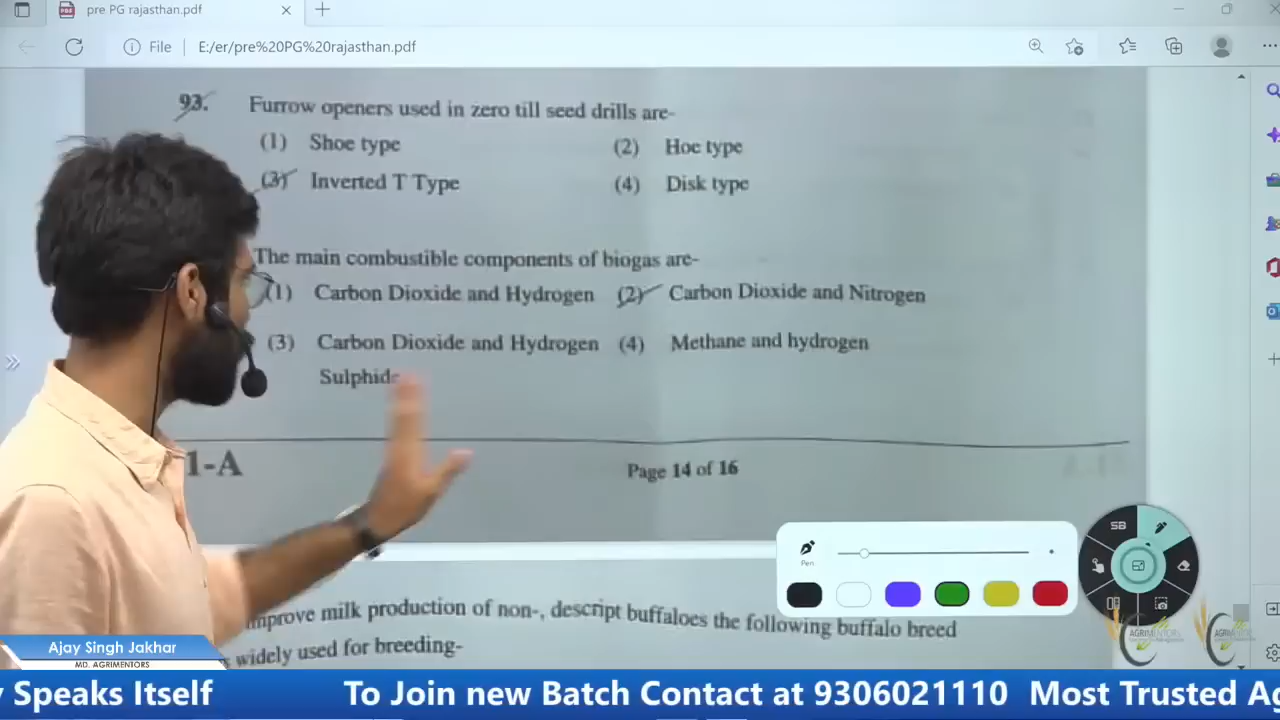 pre PG rajasthan.pdf
File
E:/er/pre%20PG%20rajasthan.pdf
93. Furrow openers used in zero till seed drills are-
(1) Shoe type (2) Hoe type
(3) Inverted T Type (4) Disk type
The main combustible components of biogas are-
(1) Carbon Dioxide and Hydrogen (2) Carbon Dioxide and Nitrogen
(3) Carbon Dioxide and Hydrogen (4) Methane and hydrogen
Sulphide
1-A
Page 14 of 16
SB
Pen
improve milk production of non-, descript buffaloes the following buffalo breed
widely used for breeding-
AGRIMENTORS
Ajay Singh Jakhar
MD. AGRIMENTORS
y Speaks Itself To Join new Batch Contact at 9306021110 Most Trusted Ag